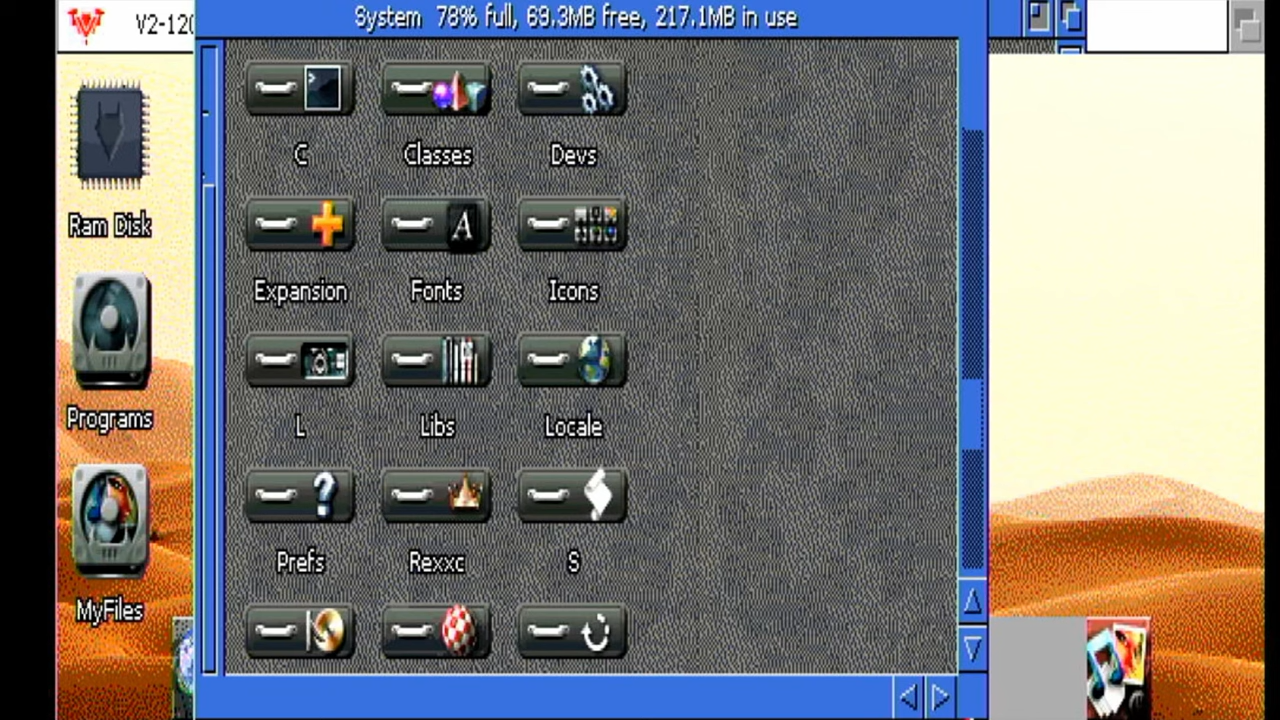 System 78% full, 63.3MB free, 217.1MB in use
V2-120
C
Classes
Devs
Ram Disk
Expansion
Fonts
Icons
Programs
L
Libs
Locale
Prefs
Rexxc
S
MyFiles